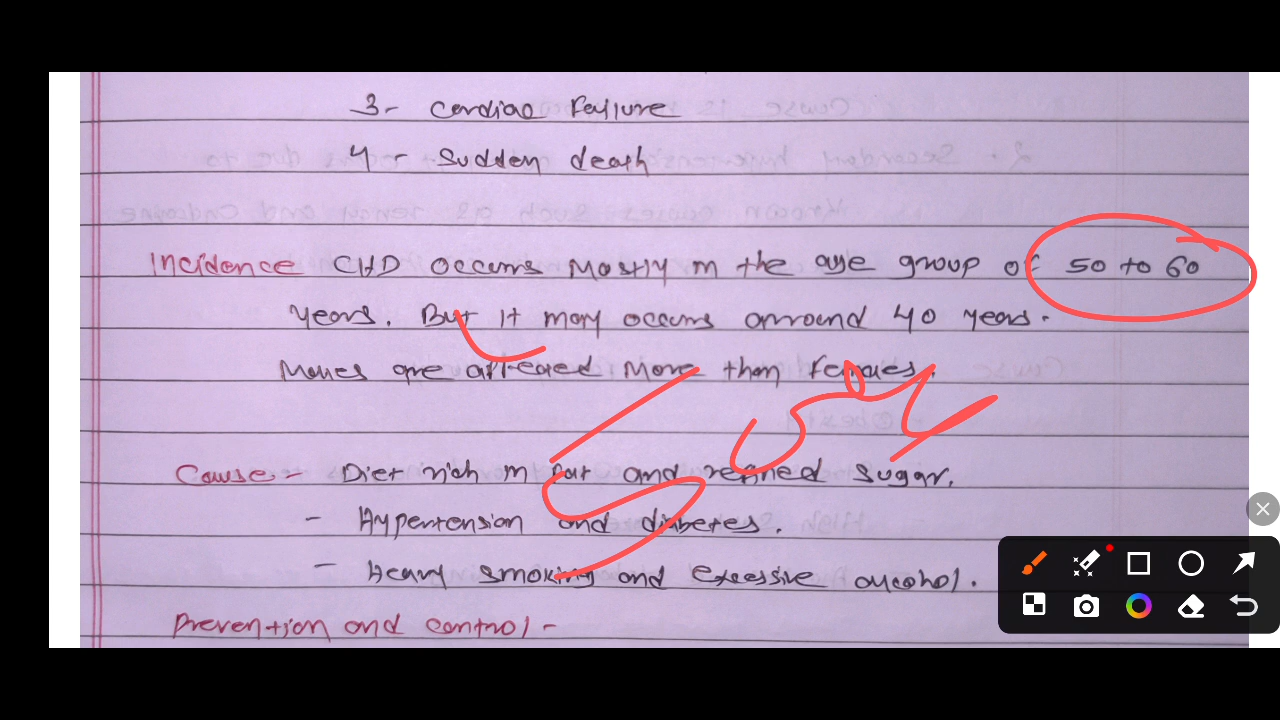 3- Cardiac Failure
4- Sudden death
Incidence CHD occurs Mostly in the age group of 50 to 60
years. But it may occurs arround 40 years.
Males are affected More than Females.
Cause - Diet rich in Fat and refined Sugar.
- Hypertension and diabetes.
- Heavy smoking and excessive alcohol.
Prevention and control -